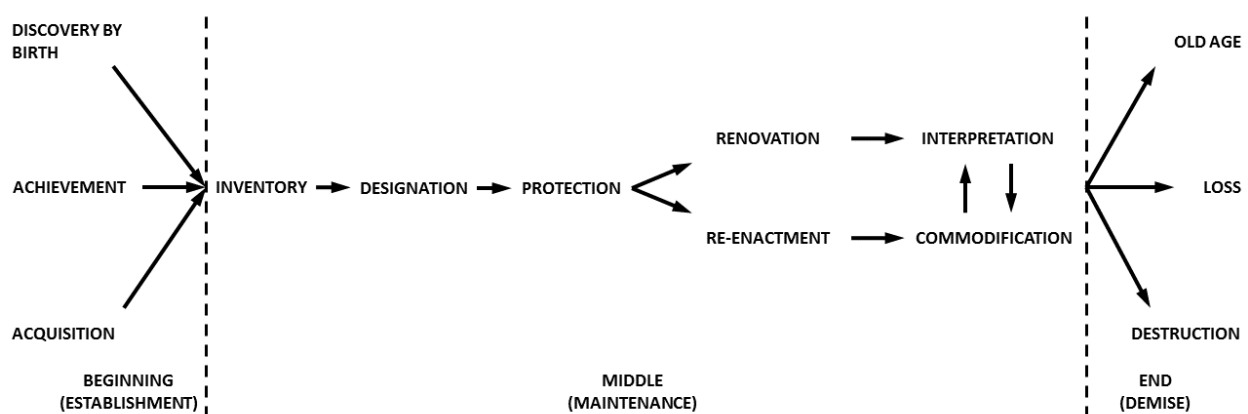 DISCOVERY BY
BIRTH
OLD AGE
RENOVATION
INTERPRETATION
ACHIEVEMENT
INVENTORY
DESIGNATION
PROTECTION
LOSS
RE-ENACTMENT
COMMODIFICATION
ACQUISITION
DESTRUCTION
BEGINNING
(ESTABLISHMENT)
MIDDLE
(MAINTENANCE)
END
(DEMISE)